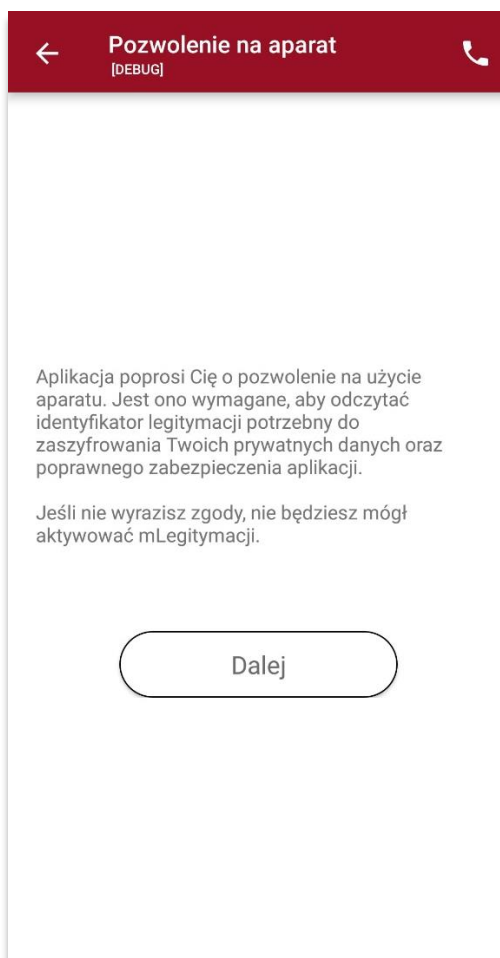 Pozwolenie na aparat
[DEBUG]
Aplikacja poprosi Cię o pozwolenie na użycie
aparatu. Jest ono wymagane, aby odczytać
identyfikator legitymacji potrzebny do
zaszyfrowania Twoich prywatnych danych oraz
poprawnego zabezpieczenia aplikacji.
Jeśli nie wyrazisz zgody, nie będziesz mógł
aktywować mLegitymacji.
Dalej